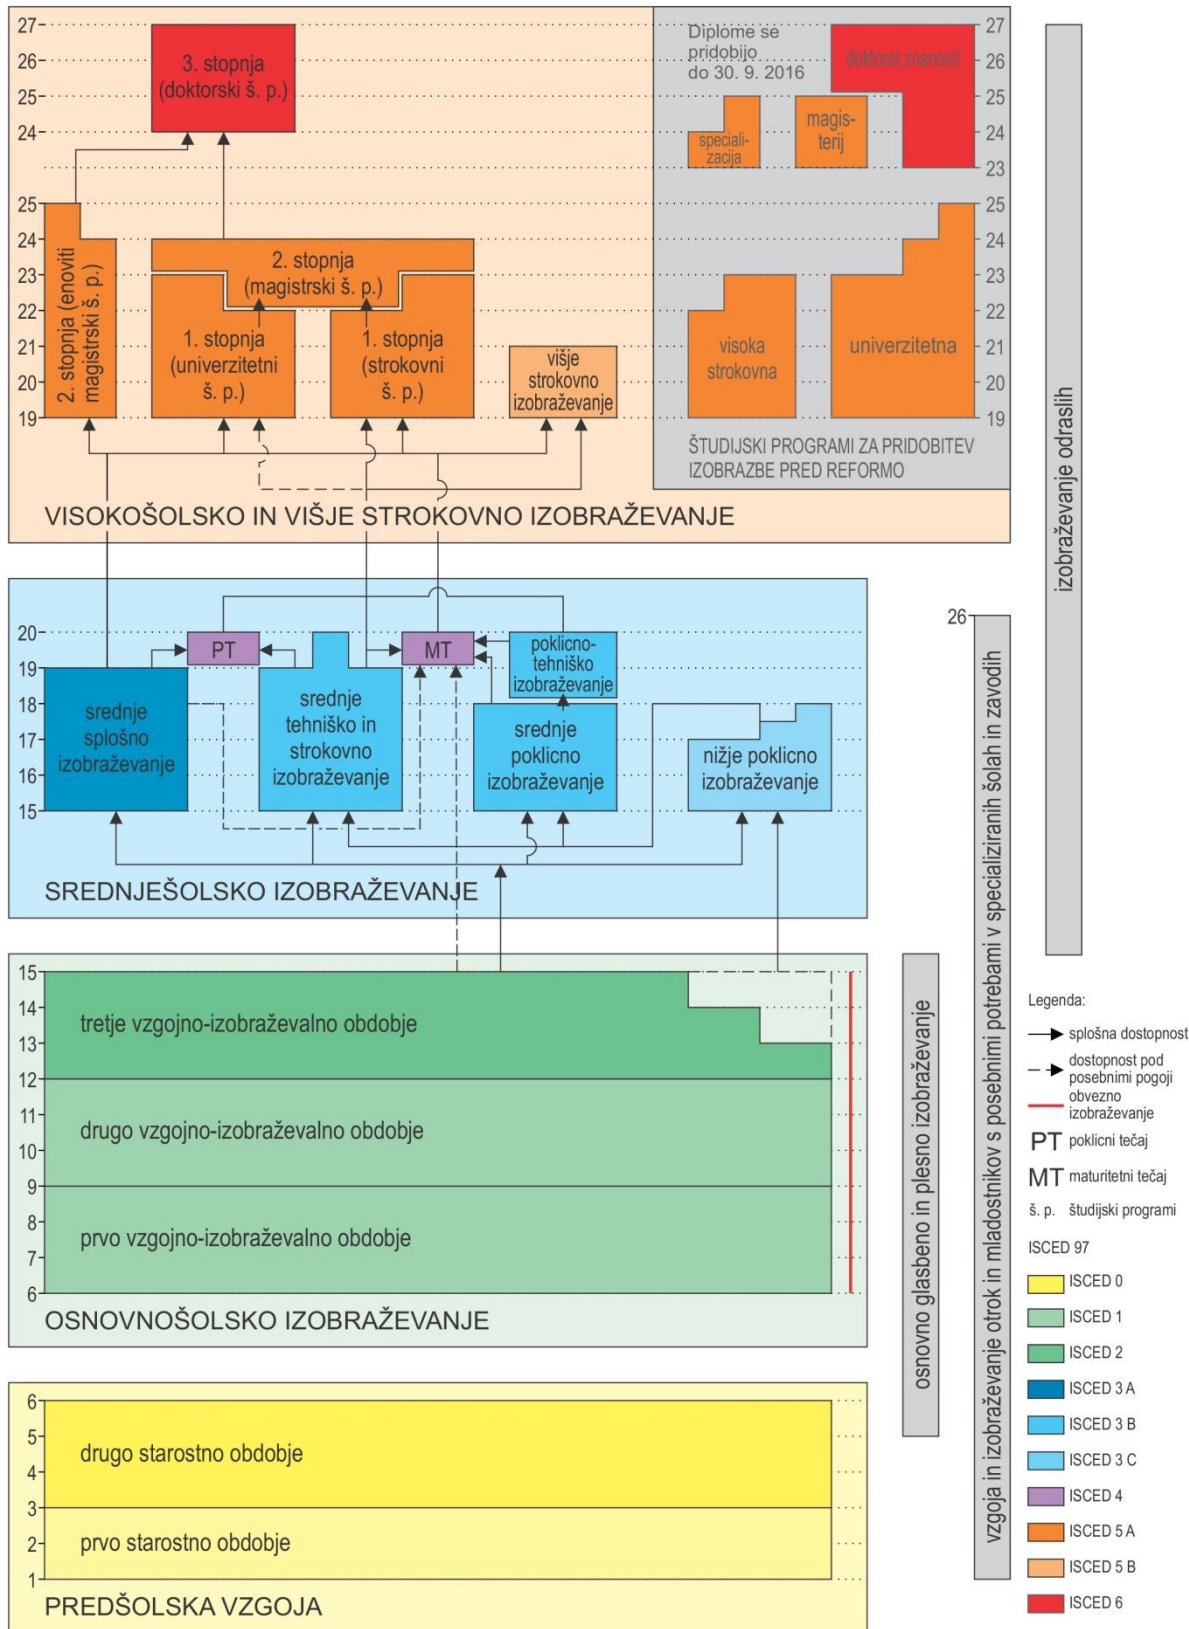 27
26
25
24
25
24
23
22
21
20
19
3. stopnja
(doktorski š. p.)
2. stopnja (enoviti
magistrski š. p.)
2. stopnja
(magistrski š. p.)
1. stopnja
(univerzitetni
š. p.)
1. stopnja
(strokovni
š. p.)
višje
strokovno
izobraževanje
Diplome se
pridobijo
do 30. 9. 2016
doktorat znanosti
speciali-
zacija
magis-
terij
visoka
strokovna
univerzitetna
27
26
25
24
23
25
24
23
22
21
20
19
ŠTUDIJSKI PROGRAMI ZA PRIDOBITEV
IZOBRAZBE PRED REFORMO
VISOKOŠOLSKO IN VIŠJE STROKOVNO IZOBRAŽEVANJE
20
19
18
17
16
15
PT
MT
poklicno-
tehniško
izobraževanje
srednje
splošno
izobraževanje
srednje
tehniško in
strokovno
izobraževanje
srednje
poklicno
izobraževanje
nižje poklicno
izobraževanje
SREDNJEŠOLSKO IZOBRAŽEVANJE
15
14
13
12
11
10
9
8
7
6
tretje vzgojno-izobraževalno obdobje
drugo vzgojno-izobraževalno obdobje
prvo vzgojno-izobraževalno obdobje
OSNOVNOŠOLSKO IZOBRAŽEVANJE
6
5
4
3
2
1
drugo starostno obdobje
prvo starostno obdobje
PREDŠOLSKA VZGOJA
osnovno glasbeno in plesno izobraževanje
26
vzgoja in izobraževanje otrok in mladostnikov s posebnimi potrebami v specializiranih šolah in zavodih
izobraževanje odraslih
Legenda:
splošna dostopnost
dostopnost pod
posebnimi pogoji
obvezno
izobraževanje
PT poklicni tečaj
MT maturitetni tečaj
š. p. študijski programi
ISCED 97
ISCED 0
ISCED 1
ISCED 2
ISCED 3 A
ISCED 3 B
ISCED 3 C
ISCED 4
ISCED 5 A
ISCED 5 B
ISCED 6